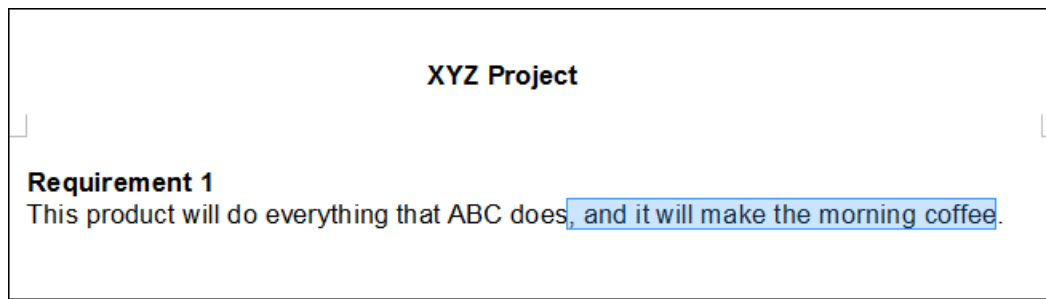 XYZ Project
Requirement 1
This product will do everything that ABC does, and it will make the morning coffee.